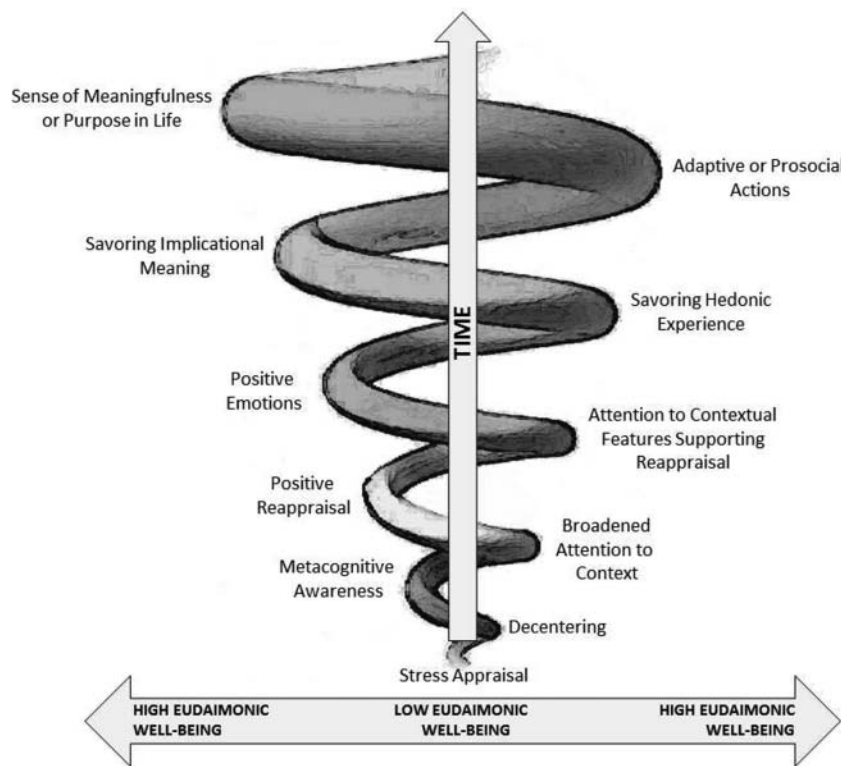 Sense of Meaningfulness
or Purpose in Life
Adaptive or Prosocial
Actions
Savoring Implicational
Meaning
Savoring Hedonic
Experience
TIME
Positive
Emotions
Attention to Contextual
Features Supporting
Reappraisal
Positive
Reappraisal
Broadened
Attention to
Context
Metacognitive
Awareness
Decentering
Stress Appraisal
HIGH EUDAIMONIC
WELL-BEING
LOW EUDAIMONIC
WELL-BEING
HIGH EUDAIMONIC
WELL-BEING